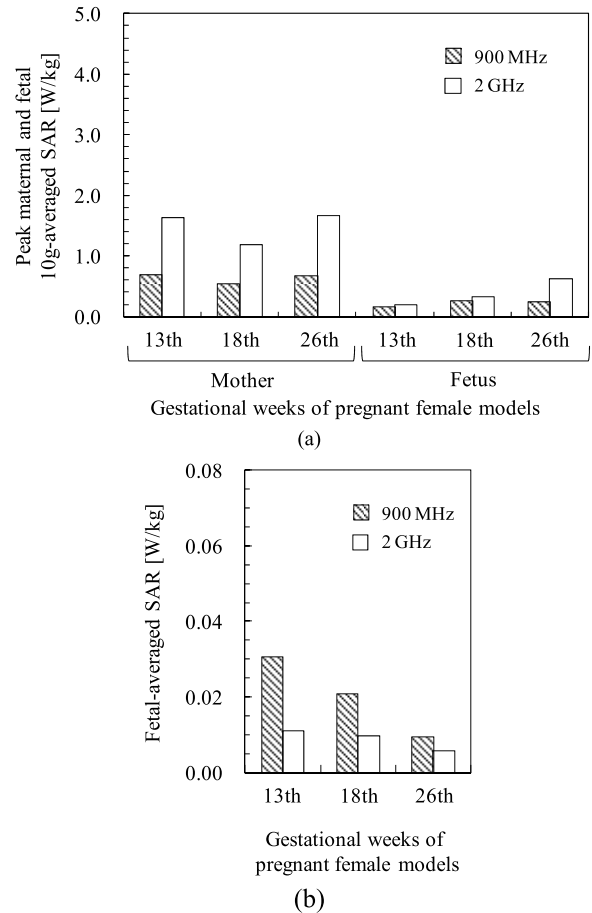 Peak maternal and fetal
10g-averaged SAR [W/kg]
5.0
4.0
3.0
2.0
1.0
0.0
900 MHz
2 GHz
13th 18th 26th 13th 18th 26th
Mother Fetus
Gestational weeks of pregnant female models
(a)
Fetal-averaged SAR [W/kg]
0.08
0.06
0.04
0.02
0.00
900 MHz
2 GHz
13th 18th 26th
Gestational weeks of
pregnant female models
(b)